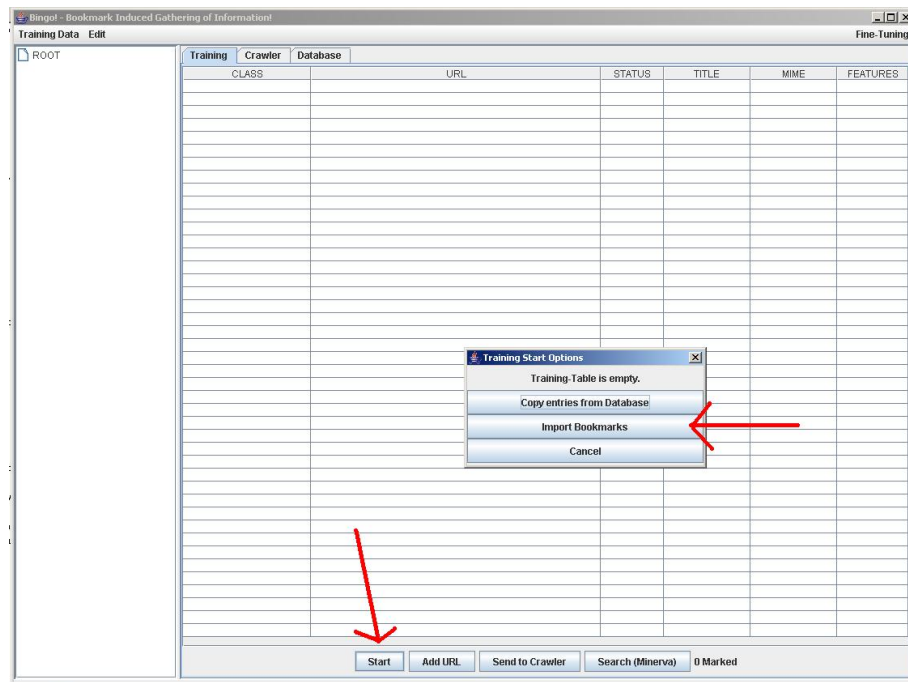 Bingo! - Bookmark Induced Gathering of Information!
Training Data Edit Fine-Tuning
ROOT
Training Crawler Database
CLASS URL STATUS TITLE MIME FEATURES
Training Start Options
Training-Table is empty.
Copy entries from Database
Import Bookmarks
Cancel
Start Add URL Send to Crawler Search (Minerva) 0 Marked